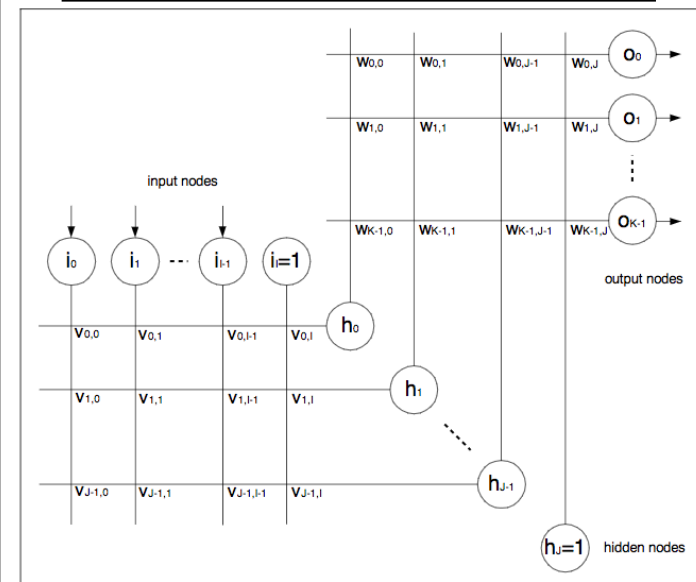 W0,0 W0,1 W0,J-1 W0,J O0
W1,0 W1,1 W1,J-1 W1,J O1
input nodes
WK-1,0 WK-1,1 WK-1,J-1 WK-1,J OK-1
i0 i1 iI-1 iI=1
output nodes
V0,0 V0,1 V0,I-1 V0,I h0
V1,0 V1,1 V1,I-1 V1,I h1
VJ-1,0 VJ-1,1 VJ-1,I-1 VJ-1,I hJ-1
hJ=1 hidden nodes